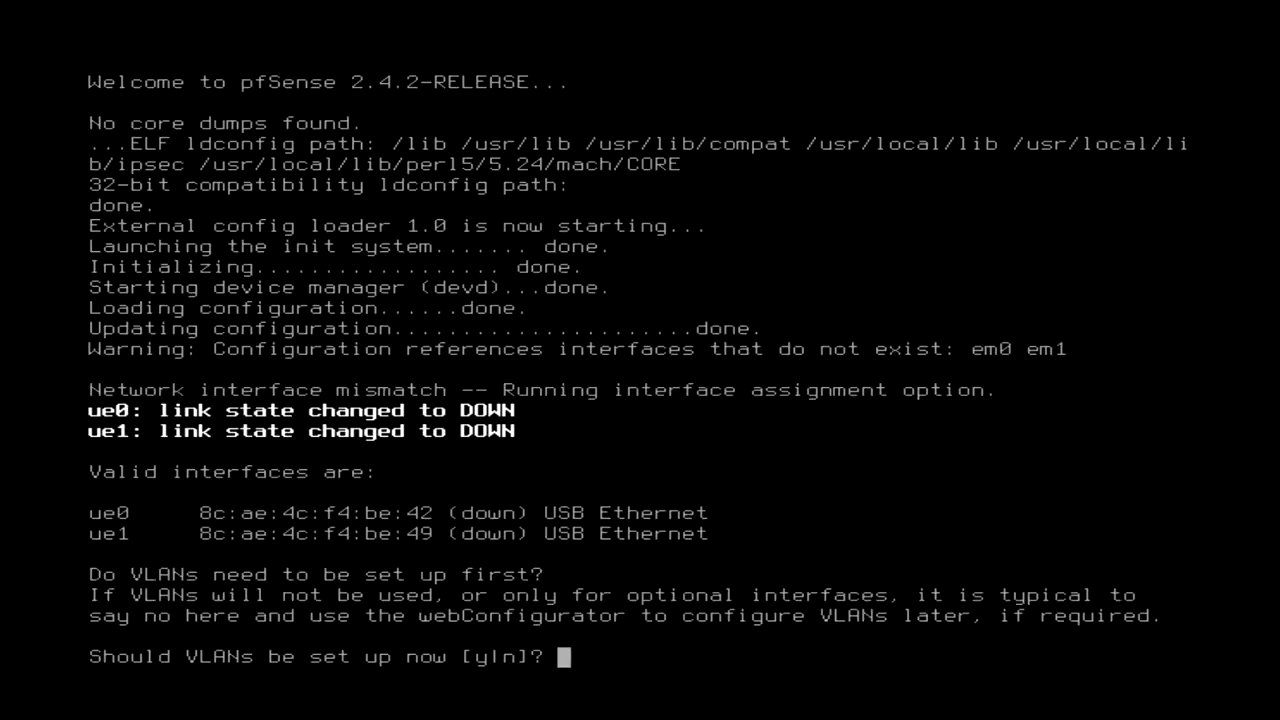 Welcome to pfSense 2.4.2-RELEASE...
No core dumps found.
...ELF ldconfig path: /lib /usr/lib /usr/lib/compat /usr/local/lib /usr/local/li
b/ipsec /usr/local/lib/perl5/5.24/mach/CORE
32-bit compatibility ldconfig path:
done.
External config loader 1.0 is now starting...
Launching the init system....... done.
Initializing.................. done.
Starting device manager (devd)...done.
Loading configuration......done.
Updating configuration......................done.
Warning: Configuration references interfaces that do not exist: em0 em1
Network interface mismatch -- Running interface assignment option.
ue0: link state changed to DOWN
ue1: link state changed to DOWN
Valid interfaces are:
ue0 8c:ae:4c:f4:be:42 (down) USB Ethernet
ue1 8c:ae:4c:f4:be:49 (down) USB Ethernet
Do VLANs need to be set up first?
If VLANs will not be used, or only for optional interfaces, it is typical to
say no here and use the webConfigurator to configure VLANs later, if required.
Should VLANs be set up now [y|n]?